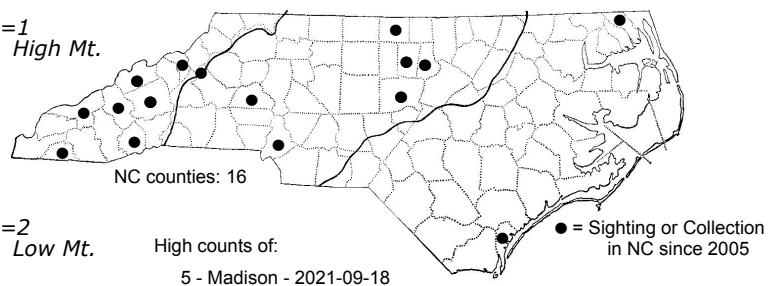 =1
High Mt.
NC counties: 16
=2
Low Mt.
High counts of:
5 - Madison - 2021-09-18
● = Sighting or Collection
in NC since 2005